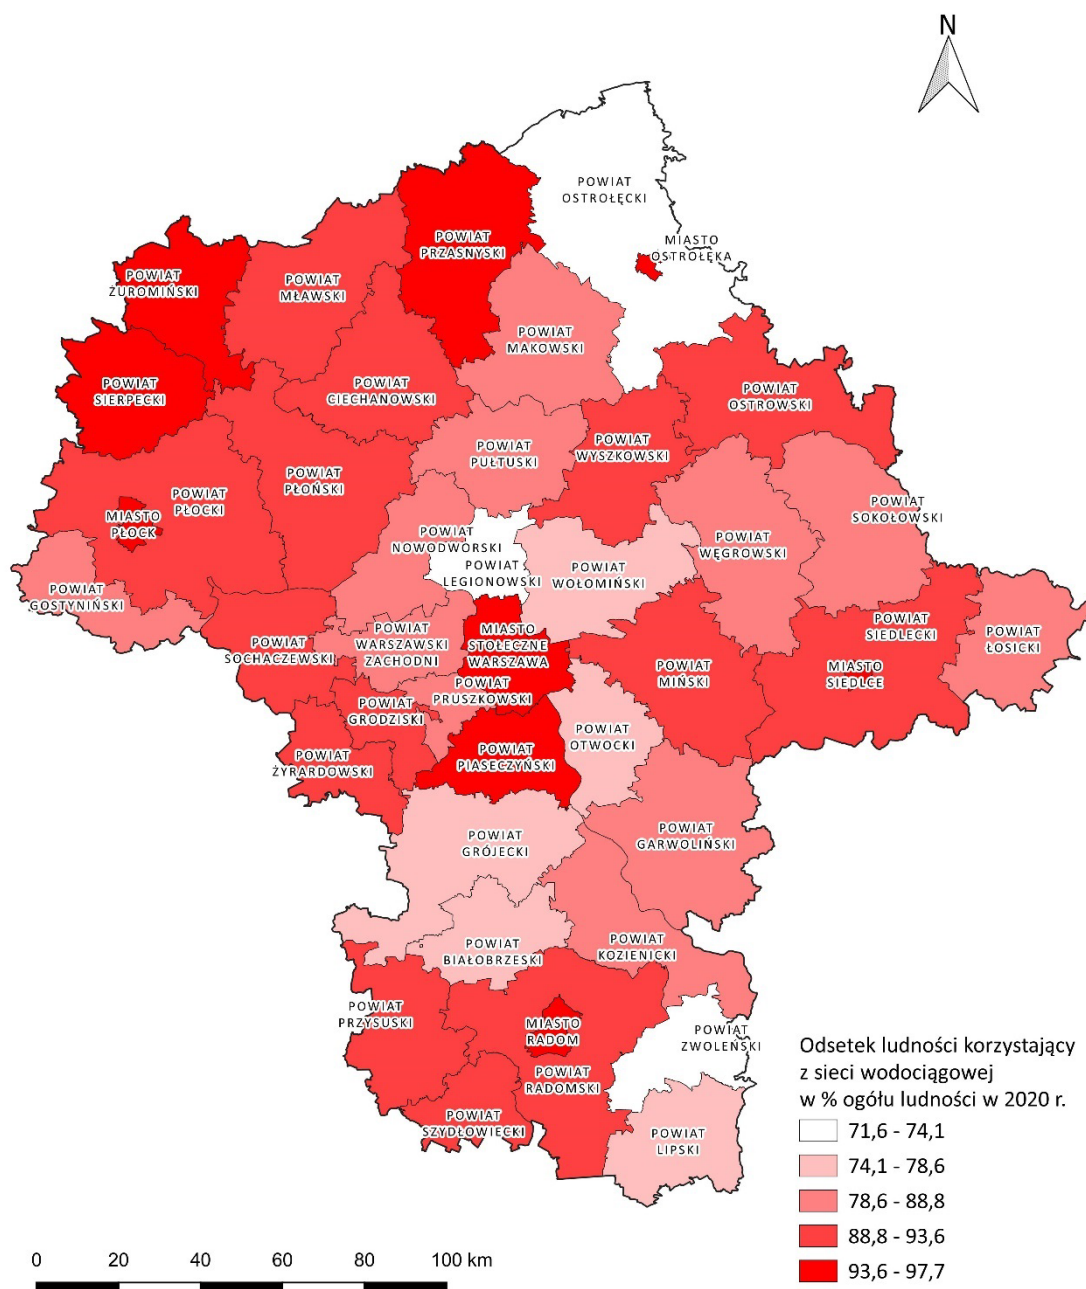 N
POWIAT
OSTROŁĘCKI
MIASTO
OSTROŁĘKA
POWIAT
PRZASNYSKI
POWIAT
ŻUROMIŃSKI
POWIAT
MŁAWSKI
POWIAT
MAKOWSKI
POWIAT
SIERPECKI
POWIAT
CIECHANOWSKI
POWIAT
OSTROWSKI
POWIAT
PUŁTUSKI
POWIAT
WYSZKOWSKI
POWIAT
PŁOŃSKI
POWIAT
PŁOCKI
MIASTO
PŁOCK
POWIAT
SOKOŁOWSKI
POWIAT
NOWODWORSKI
POWIAT
LEGIONOWSKI
POWIAT
WOŁOMIŃSKI
POWIAT
WĘGROWSKI
POWIAT
GOSTYNIŃSKI
POWIAT
SOCHACZEWSKI
POWIAT
WARSZAWSKI
ZACHODNI
MIASTO
STOŁECZNE
WARSZAWA
POWIAT
SIEDLECKI
POWIAT
ŁOSICKI
POWIAT
MIŃSKI
MIASTO
SIEDLCE
POWIAT
PRUSZKOWSKI
POWIAT
GRODZISKI
POWIAT
OTWOCKI
POWIAT
ŻYRARDOWSKI
POWIAT
PIASECZYŃSKI
POWIAT
GRÓJECKI
POWIAT
GARWOLIŃSKI
POWIAT
BIAŁOBRZESKI
POWIAT
KOZIENICKI
POWIAT
PRZYSUSKI
MIASTO
RADOM
POWIAT
ZWOLEŃSKI
POWIAT
RADOMSKI
POWIAT
SZYDŁOWIECKI
POWIAT
LIPSKI
Odsetek ludności korzystający
z sieci wodociągowej
w % ogółu ludności w 2020 r.
71,6 - 74,1
74,1 - 78,6
78,6 - 88,8
88,8 - 93,6
93,6 - 97,7
0 20 40 60 80 100 km